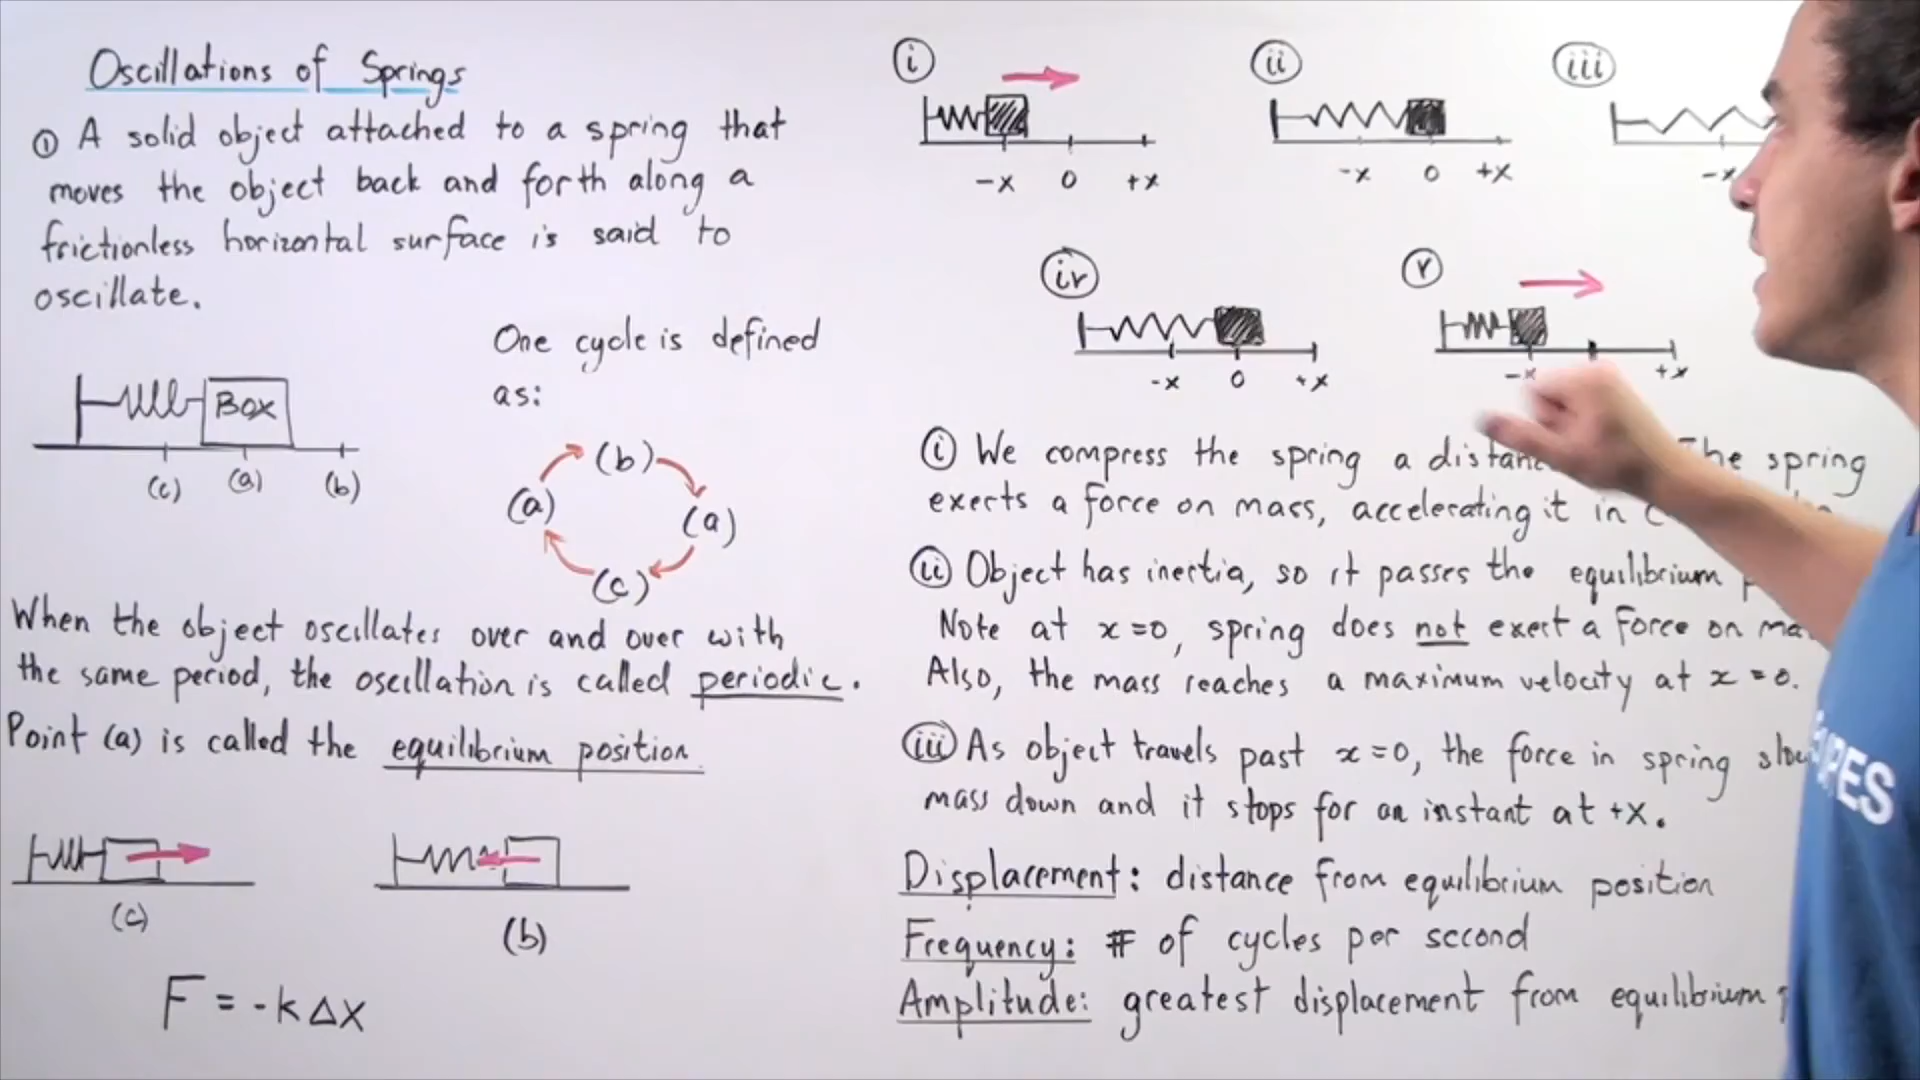 Oscillations of Springs
① A solid object attached to a spring that
moves the object back and forth along a
frictionless horizontal surface is said to
oscillate.
Box
(c) (a) (b)
One cycle is defined
as:
(b)
(a) (a)
(c)
When the object oscillates over and over with
the same period, the oscillation is called periodic.
Point (a) is called the equilibrium position.
(c) (b)
F = -kΔx
i ii iii
-x 0 +x -x 0 +x -x
iv v
-x 0 +x -x +x
i We compress the spring a The spring
exerts a force on mass, accelerating it in
ii Object has inertia, so it passes the equilibrium
Note at x=0, spring does not exert a force on
Also, the mass reaches a maximum velocity at x=0.
iii As object travels past x=0, the force in spring
mass down and it stops for an instant at +x.
Displacement: distance from equilibrium position
Frequency: # of cycles per second
Amplitude: greatest displacement from equilibrium